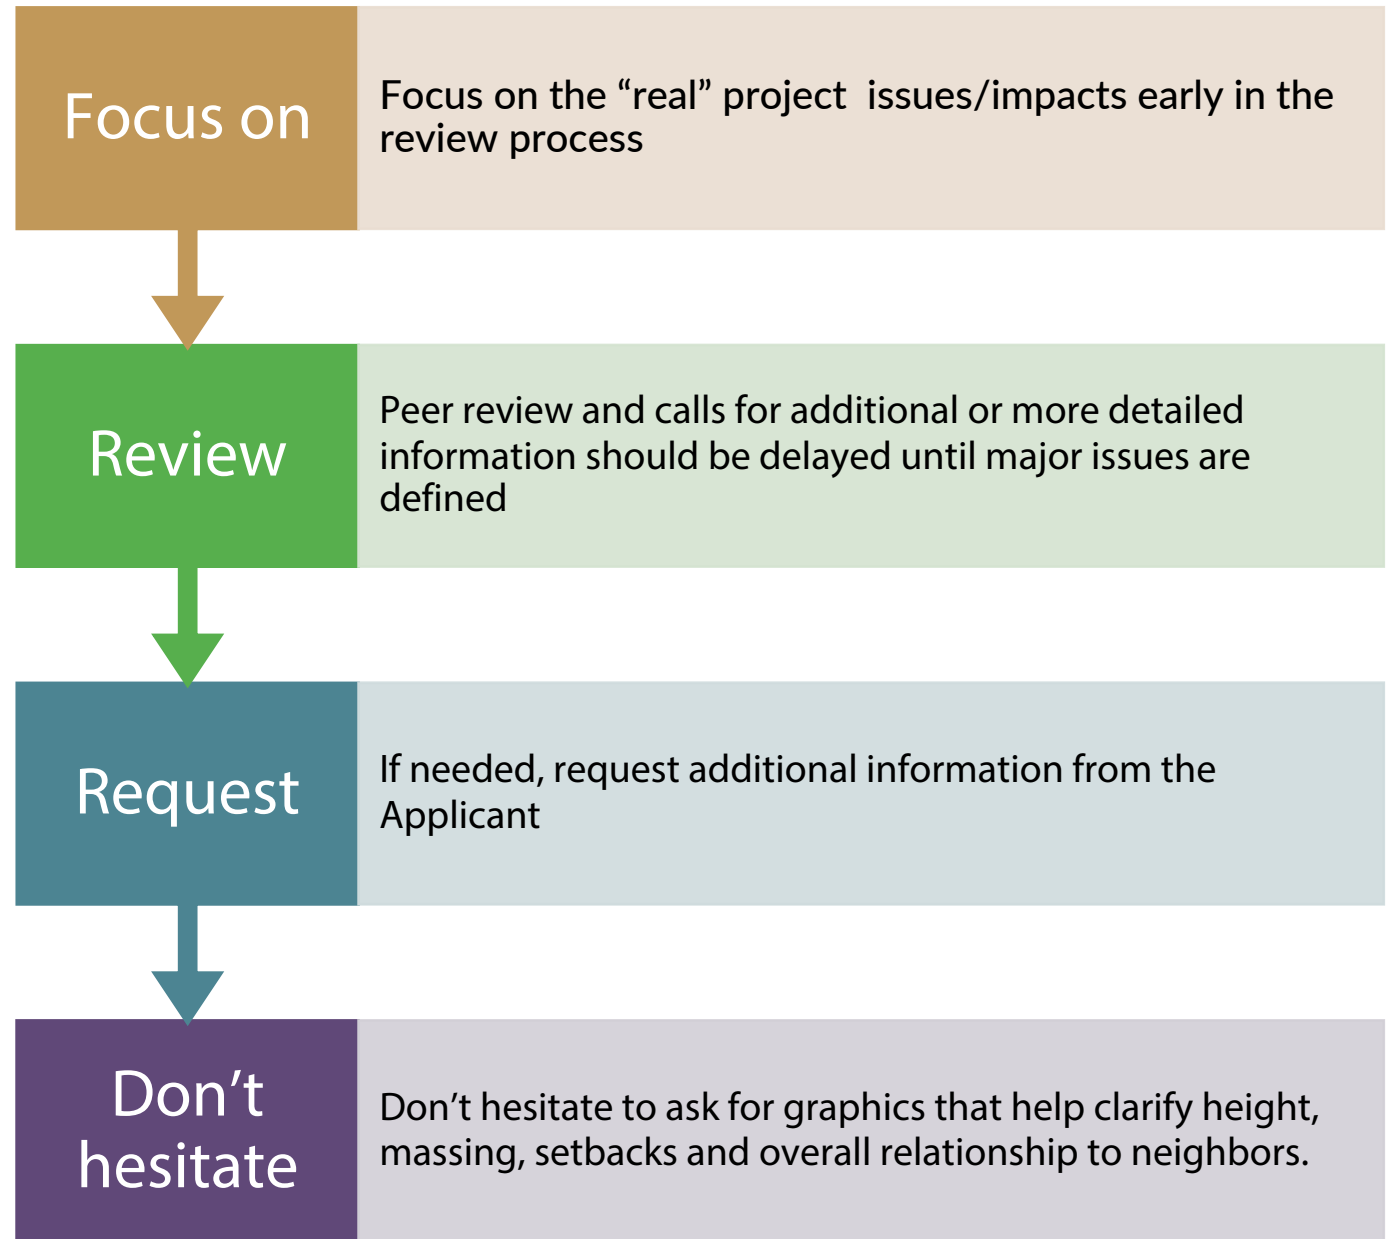 Focus on
Focus on the “real” project  issues/impacts early in the
review process
Review
Peer review and calls for additional or more detailed
information should be delayed until major issues are
defined
Request
If needed, request additional information from the
Applicant
Don’t
hesitate
Don’t hesitate to ask for graphics that help clarify height,
massing, setbacks and overall relationship to neighbors.